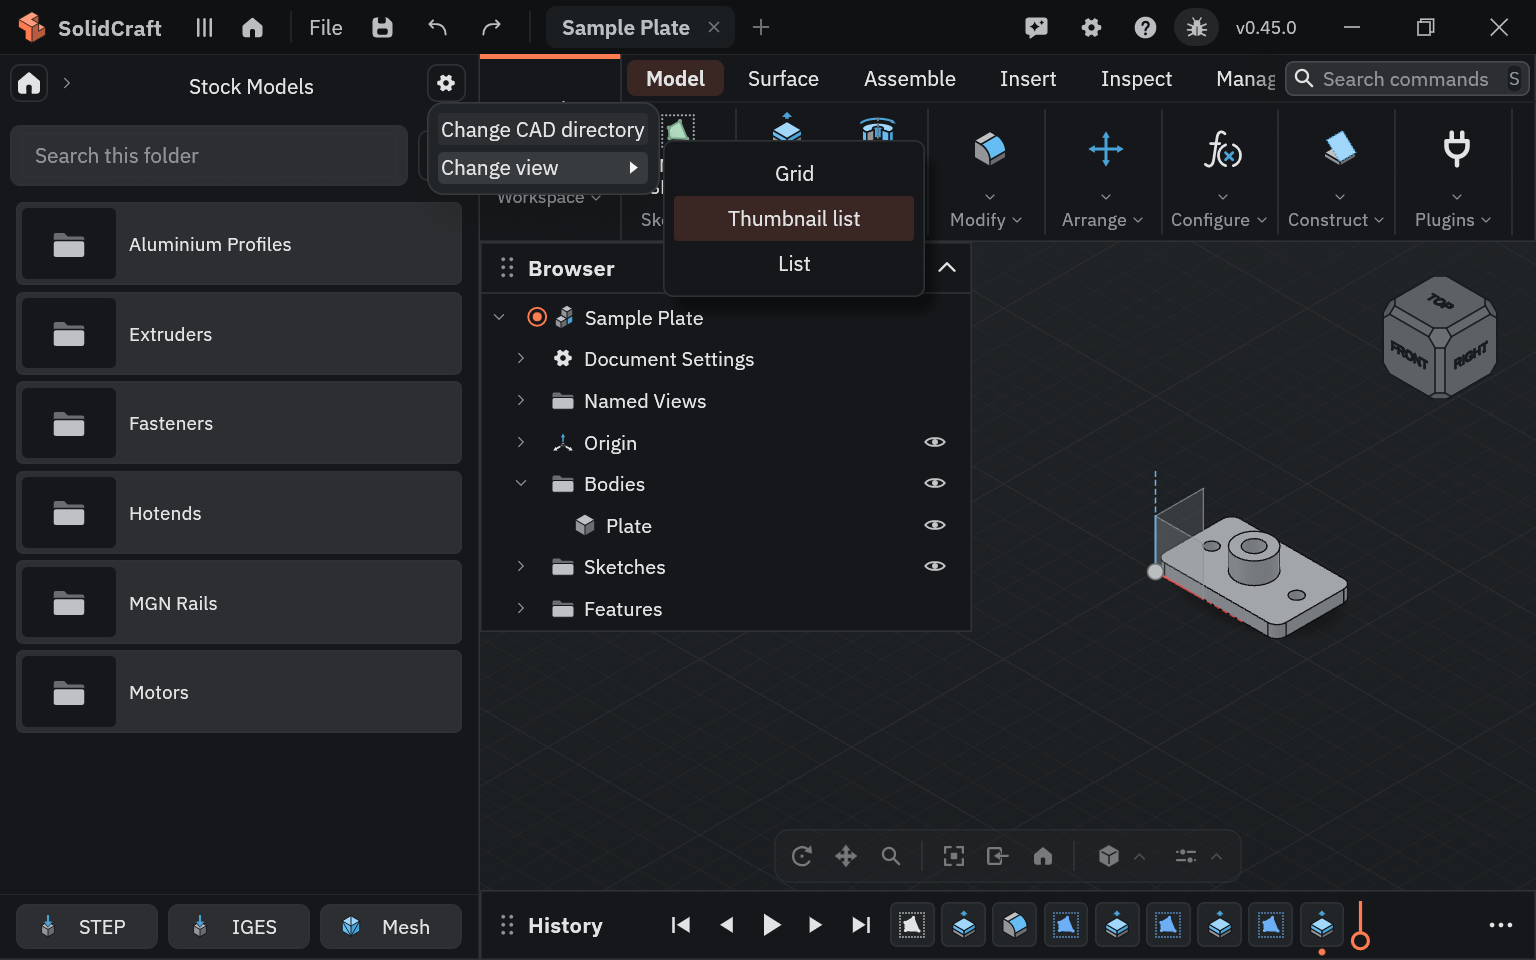 SolidCraft
File
Sample Plate
v0.45.0
Stock Models
Model
Surface
Assemble
Insert
Inspect
Manag
Search commands
S
Change CAD directory
Change view
Search this folder
Grid
Thumbnail list
List
Workspace
Modify
Arrange
Configure
Construct
Plugins
Aluminium Profiles
Extruders
Fasteners
Hotends
MGN Rails
Motors
Browser
Sample Plate
Document Settings
Named Views
Origin
Bodies
Plate
Sketches
Features
TOP
FRONT
RIGHT
STEP
IGES
Mesh
History